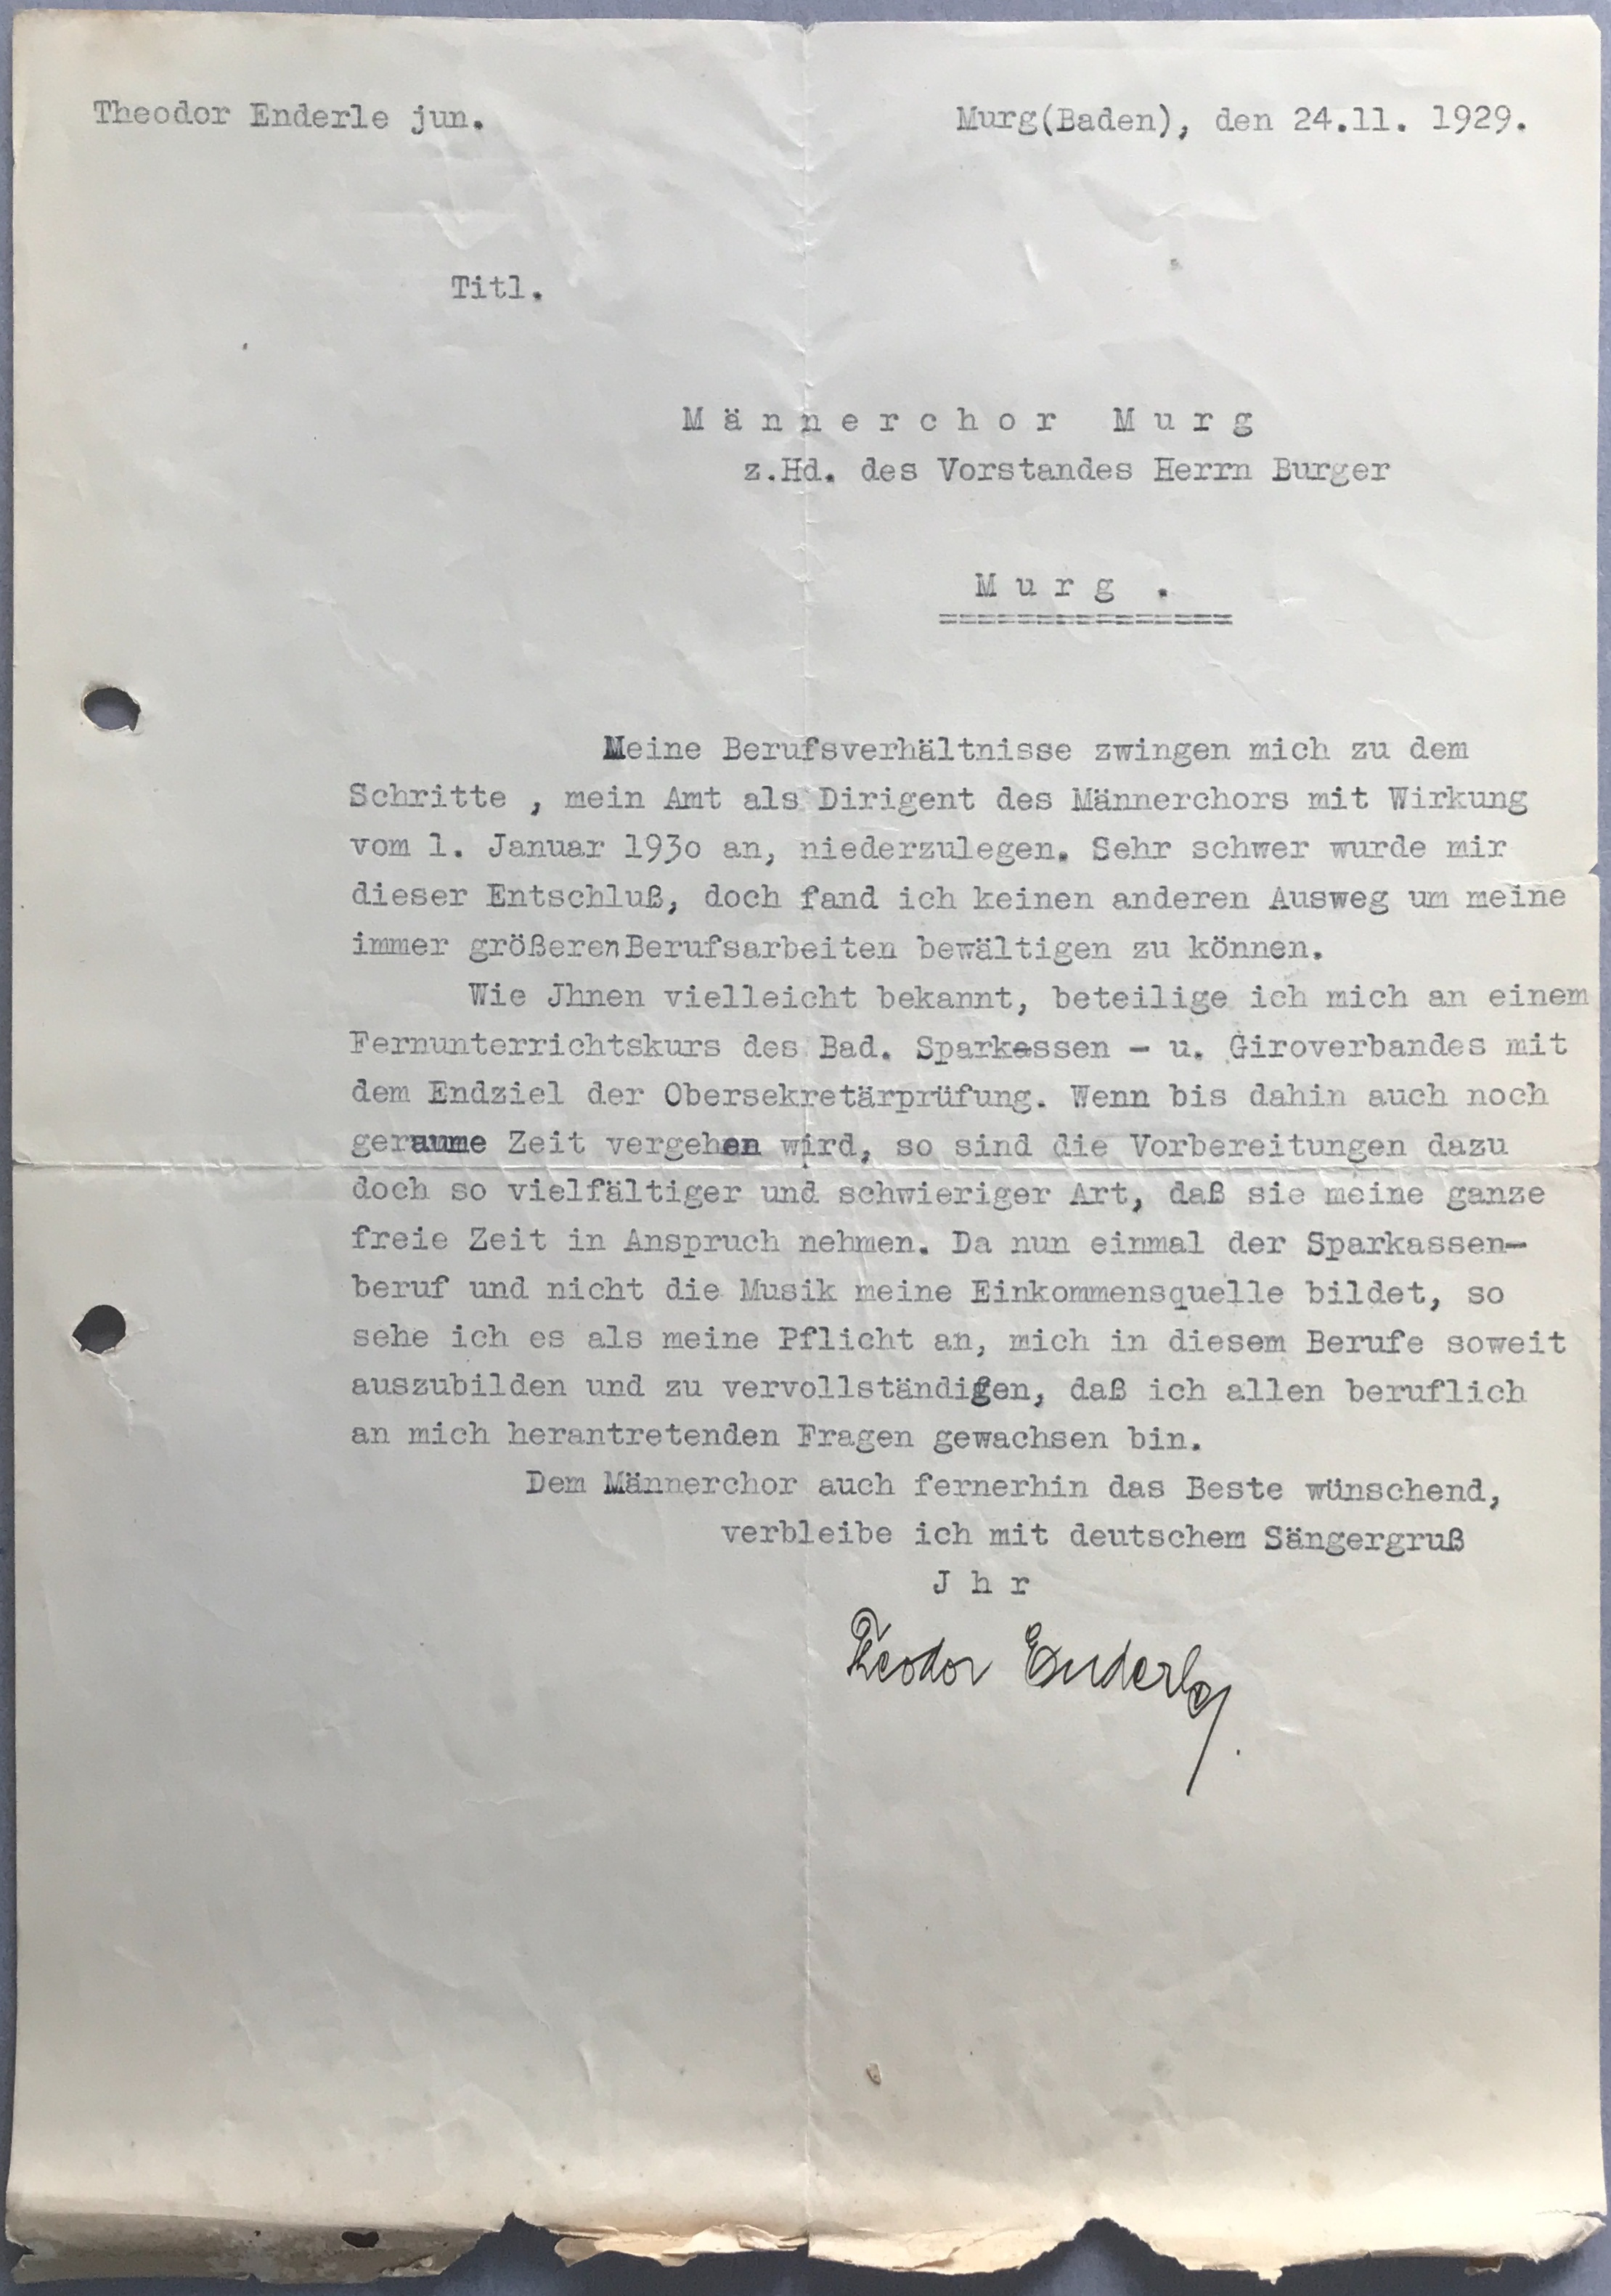 Theodor Enderle jun.
Murg(Baden), den 24.11. 1929.
Titl.
M ä n n e r c h o r   M u r g
z.Hd. des Vorstandes Herrn Burger
M u r g .
===============
Meine Berufsverhältnisse zwingen mich zu dem
Schritte , mein Amt als Dirigent des Männerchors mit Wirkung
vom 1. Januar 193o an, niederzulegen. Sehr schwer wurde mir
dieser Entschluß, doch fand ich keinen anderen Ausweg um meine
immer größeren Berufsarbeiten bewältigen zu können.
Wie Jhnen vielleicht bekannt, beteilige ich mich an einem
Fernunterrichtskurs des Bad. Sparkassen - u. Giroverbandes mit
dem Endziel der Obersekretärprüfung. Wenn bis dahin auch noch
geraume Zeit vergehen wird, so sind die Vorbereitungen dazu
doch so vielfältiger und schwieriger Art, daß sie meine ganze
freie Zeit in Anspruch nehmen. Da nun einmal der Sparkassen-
beruf und nicht die Musik meine Einkommensquelle bildet, so
sehe ich es als meine Pflicht an, mich in diesem Berufe soweit
auszubilden und zu vervollständigen, daß ich allen beruflich
an mich herantretenden Fragen gewachsen bin.
Dem Männerchor auch fernerhin das Beste wünschend,
verbleibe ich mit deutschem Sängergruß
J h r
Theodor Enderle j.